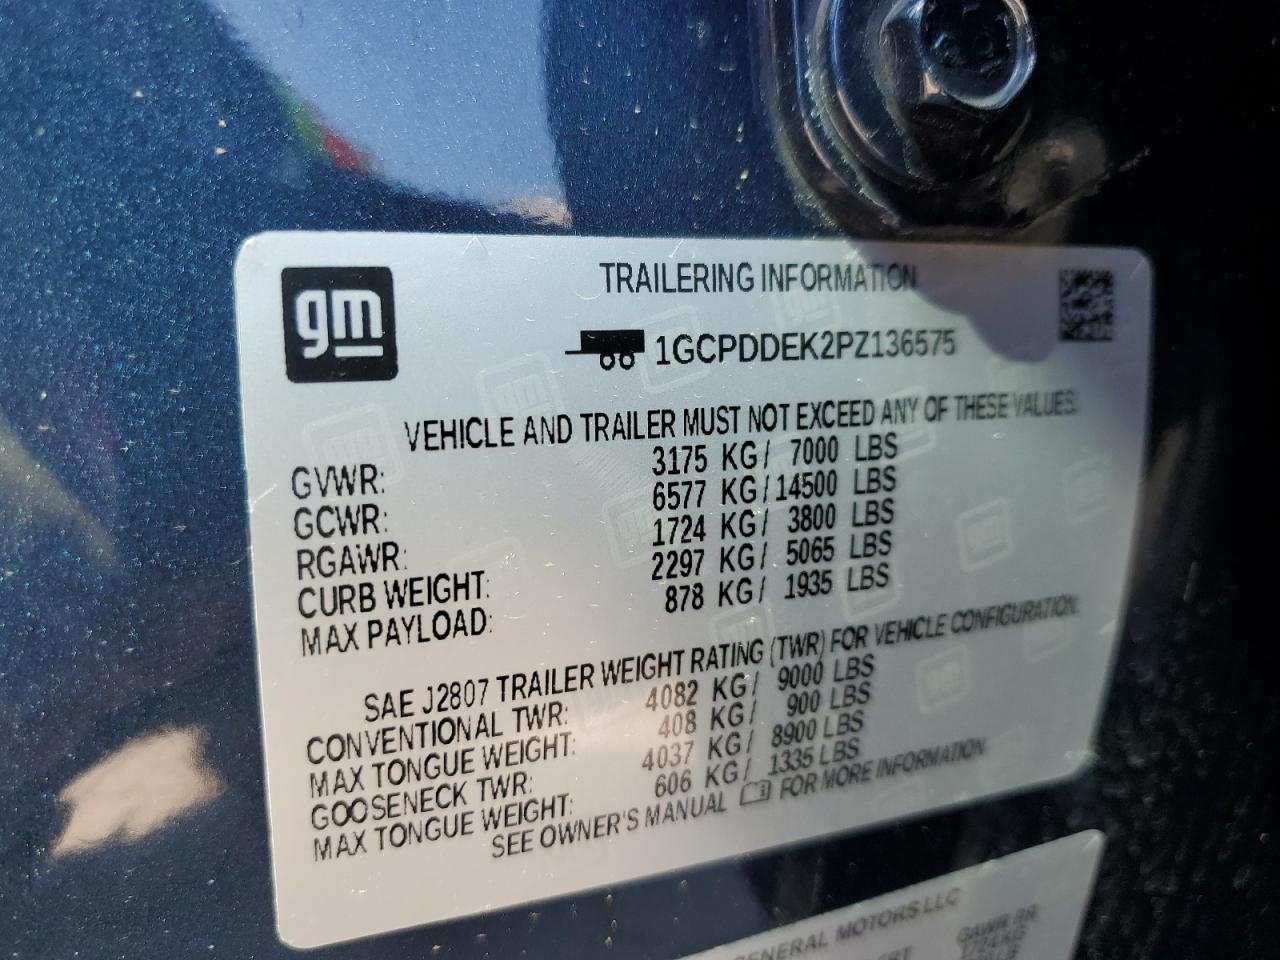 gm
TRAILERING INFORMATION
1GCPDDEK2PZ136575
VEHICLE AND TRAILER MUST NOT EXCEED ANY OF THESE VALUES.
GVWR: 3175 KG/ 7000 LBS
GCWR: 6577 KG/14500 LBS
RGAWR: 1724 KG/ 3800 LBS
CURB WEIGHT: 2297 KG/ 5065 LBS
MAX PAYLOAD: 878 KG/ 1935 LBS
SAE J2807 TRAILER WEIGHT RATING (TWR) FOR VEHICLE CONFIGURATION.
CONVENTIONAL TWR: 4082 KG/ 9000 LBS
MAX TONGUE WEIGHT: 408 KG/ 900 LBS
GOOSENECK TWR: 4037 KG/ 8900 LBS
MAX TONGUE WEIGHT: 606 KG/ 1335 LBS
SEE OWNER'S MANUAL FOR MORE INFORMATION
GENERAL MOTORS LLC
GAWR RR
1724 KG